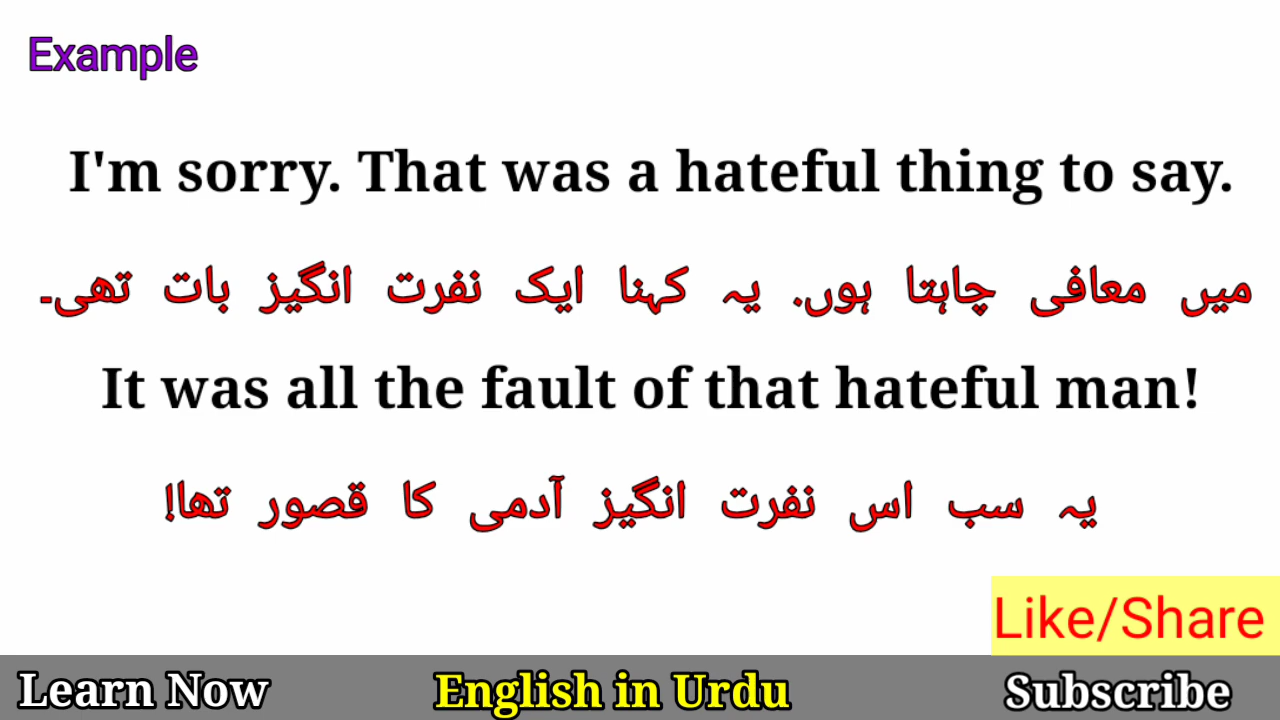 Example
I'm sorry. That was a hateful thing to say.
میں معافی چاہتا ہوں. یہ کہنا ایک نفرت انگیز بات تھی۔
It was all the fault of that hateful man!
یہ سب اس نفرت انگیز آدمی کا قصور تھا!
Like/Share
Learn Now English in Urdu Subscribe